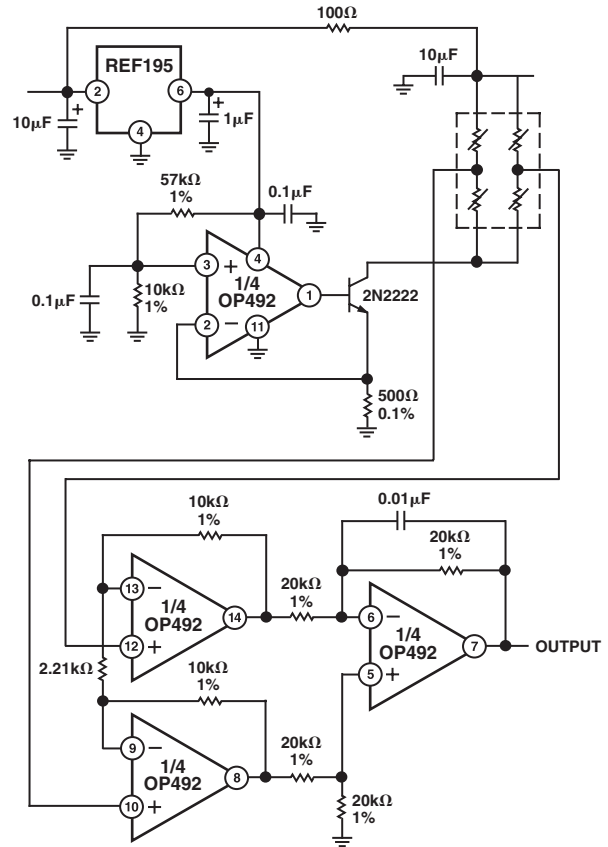 100Ω
REF195
2
6
4
+
10µF
+
1µF
10µF
57kΩ
1%
0.1µF
0.1µF
10kΩ
1%
3
+
4
1/4
OP492
1
2
−
11
2N2222
500Ω
0.1%
10kΩ
1%
13
−
1/4
OP492
14
12
+
2.21kΩ
10kΩ
1%
9
−
1/4
OP492
8
10
+
20kΩ
1%
20kΩ
1%
20kΩ
1%
0.01µF
20kΩ
1%
6
−
1/4
OP492
7
5
+
OUTPUT